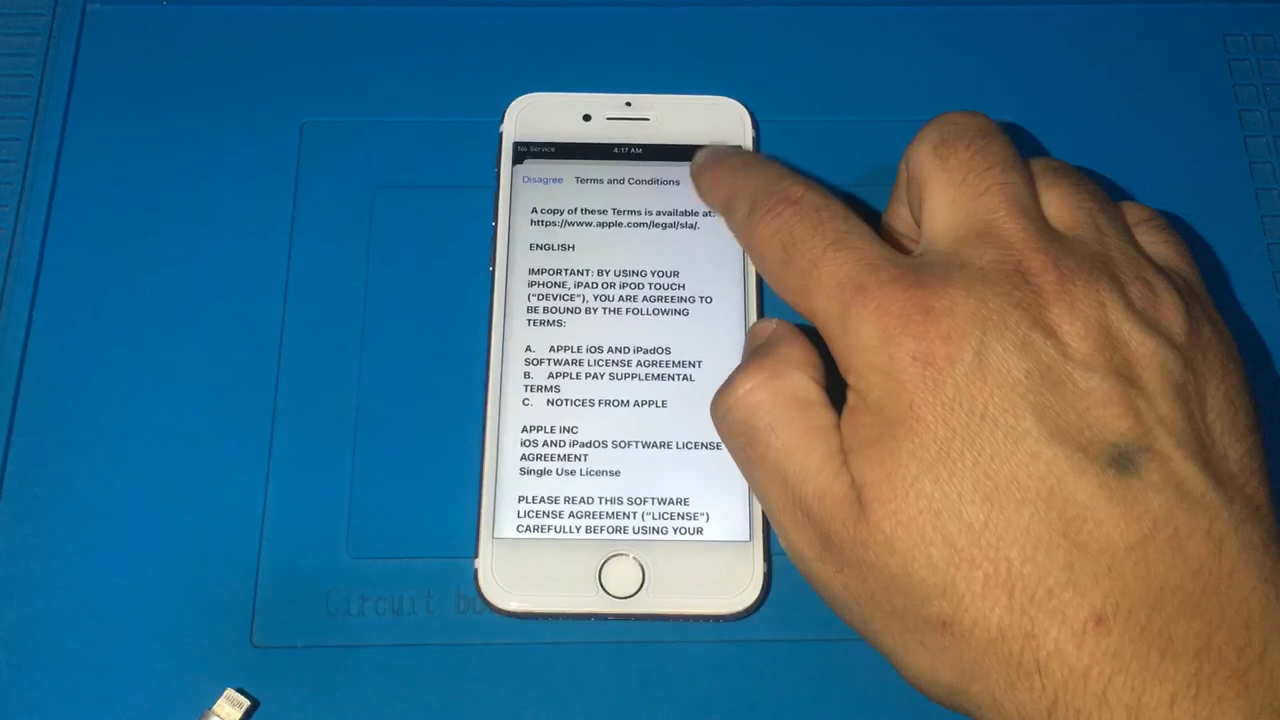 No Service 4:17 AM
Disagree Terms and Conditions
A copy of these Terms is available at:
https://www.apple.com/legal/sla/.
ENGLISH
IMPORTANT: BY USING YOUR
iPHONE, iPAD OR iPOD TOUCH
(“DEVICE”), YOU ARE AGREEING TO
BE BOUND BY THE FOLLOWING
TERMS:
A. APPLE iOS AND iPadOS
SOFTWARE LICENSE AGREEMENT
B. APPLE PAY SUPPLEMENTAL
TERMS
C. NOTICES FROM APPLE
APPLE INC
iOS AND iPadOS SOFTWARE LICENSE
AGREEMENT
Single Use License
PLEASE READ THIS SOFTWARE
LICENSE AGREEMENT (“LICENSE”)
CAREFULLY BEFORE USING YOUR
Circuit